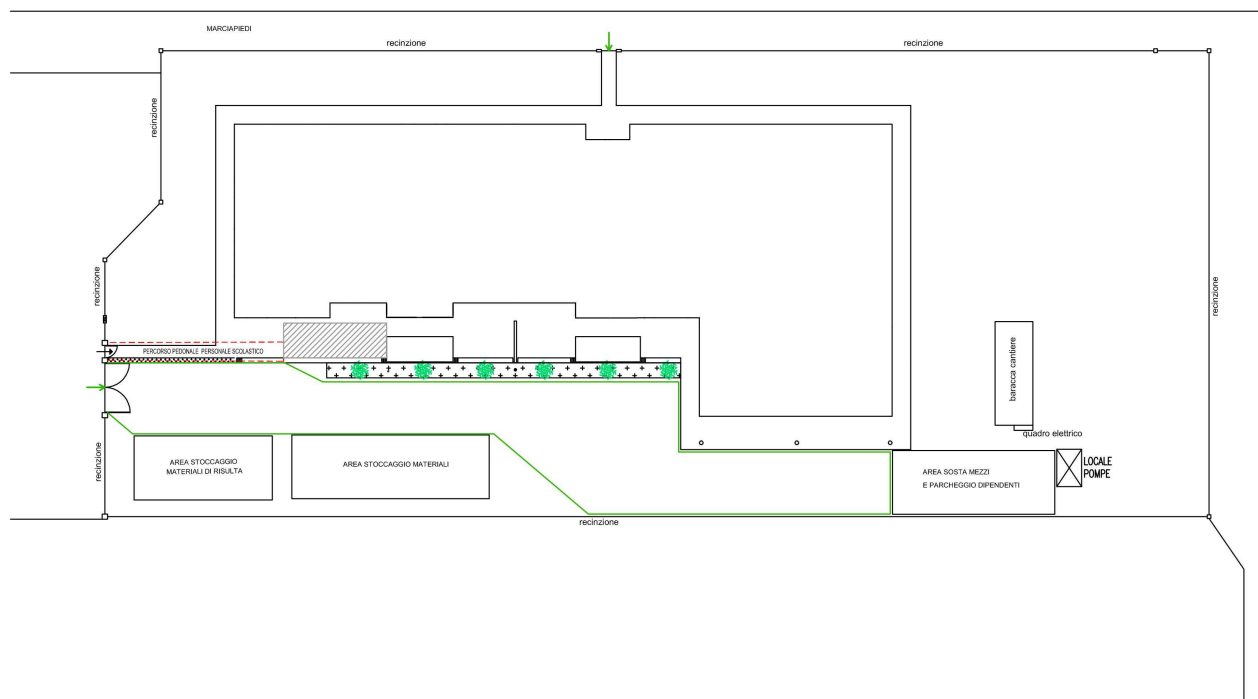 MARCIAPIEDI
recinzione
recinzione
recinzione
recinzione
recinzione
PERCORSO PEDONALE PERSONALE SCOLASTICO
baracca cantiere
quadro elettrico
LOCALE
POMPE
recinzione
AREA STOCCAGGIO
MATERIALI DI RISULTA
AREA STOCCAGGIO MATERIALI
AREA SOSTA MEZZI
E PARCHEGGIO DIPENDENTI
recinzione